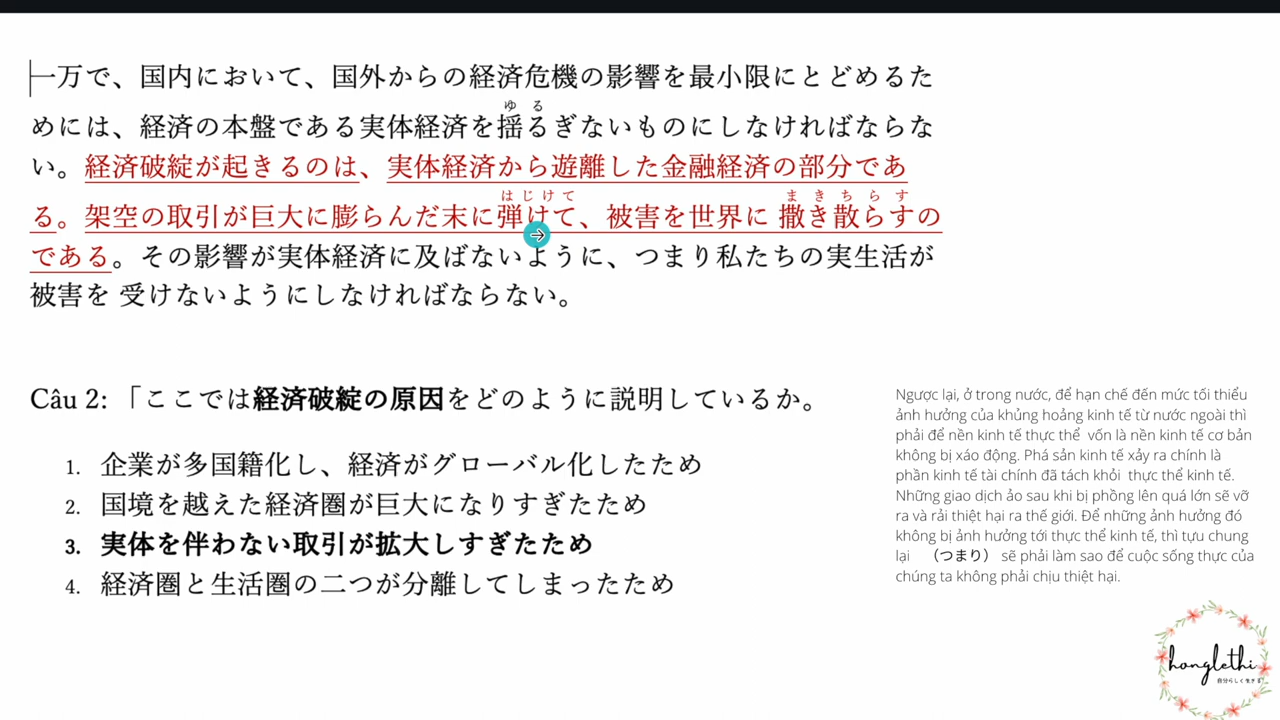 一万で、国内において、国外からの経済危機の影響を最小限にとどめるた
ゆ る
めには、経済の本盤である実体経済を揺るぎないものにしなければならな
い。経済破綻が起きるのは、実体経済から遊離した金融経済の部分であ
はじけて まきちらす
る。架空の取引が巨大に膨らんだ末に弾けて、被害を世界に 撒き散らすの
である。その影響が実体経済に及ばないように、つまり私たちの実生活が
被害を 受けないようにしなければならない。
Câu 2: 「ここでは経済破綻の原因をどのように説明しているか。
1. 企業が多国籍化し、経済がグローバル化したため
2. 国境を越えた経済圏が巨大になりすぎたため
3. 実体を伴わない取引が拡大しすぎたため
4. 経済圏と生活圏の二つが分離してしまったため
Ngược lại, ở trong nước, để hạn chế đến mức tối thiểu
ảnh hưởng của khủng hoảng kinh tế từ nước ngoài thì
phải để nền kinh tế thực thể vốn là nền kinh tế cơ bản
không bị xáo động. Phá sản kinh tế xảy ra chính là
phần kinh tế tài chính đã tách khỏi thực thể kinh tế.
Những giao dịch ảo sau khi bị phồng lên quá lớn sẽ vỡ
ra và rải thiệt hại ra thế giới. Để những ảnh hưởng đó
không bị ảnh hưởng tới thực thể kinh tế, thì tựu chung
lại （つまり） sẽ phải làm sao để cuộc sống thực của
chúng ta không phải chịu thiệt hại.
honglethi
自分らしく生きる